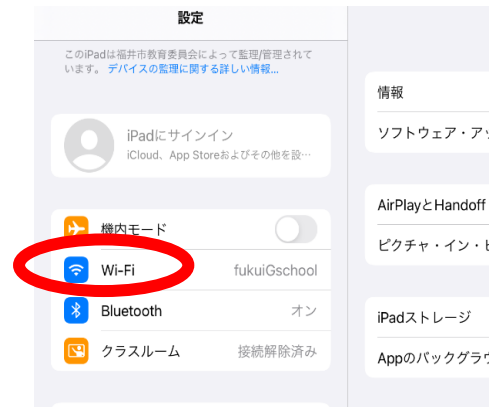 設定
このiPadは福井市教育委員会によって監理/管理されて
います。 デバイスの監理に関する詳しい情報...
iPadにサインイン
iCloud、App Storeおよびその他を設…
機内モード
Wi-Fi fukuiGschool
Bluetooth オン
クラスルーム 接続解除済み
情報
ソフトウェア・ア
AirPlayとHandoff
ピクチャ・イン・
iPadストレージ
Appのバックグラ